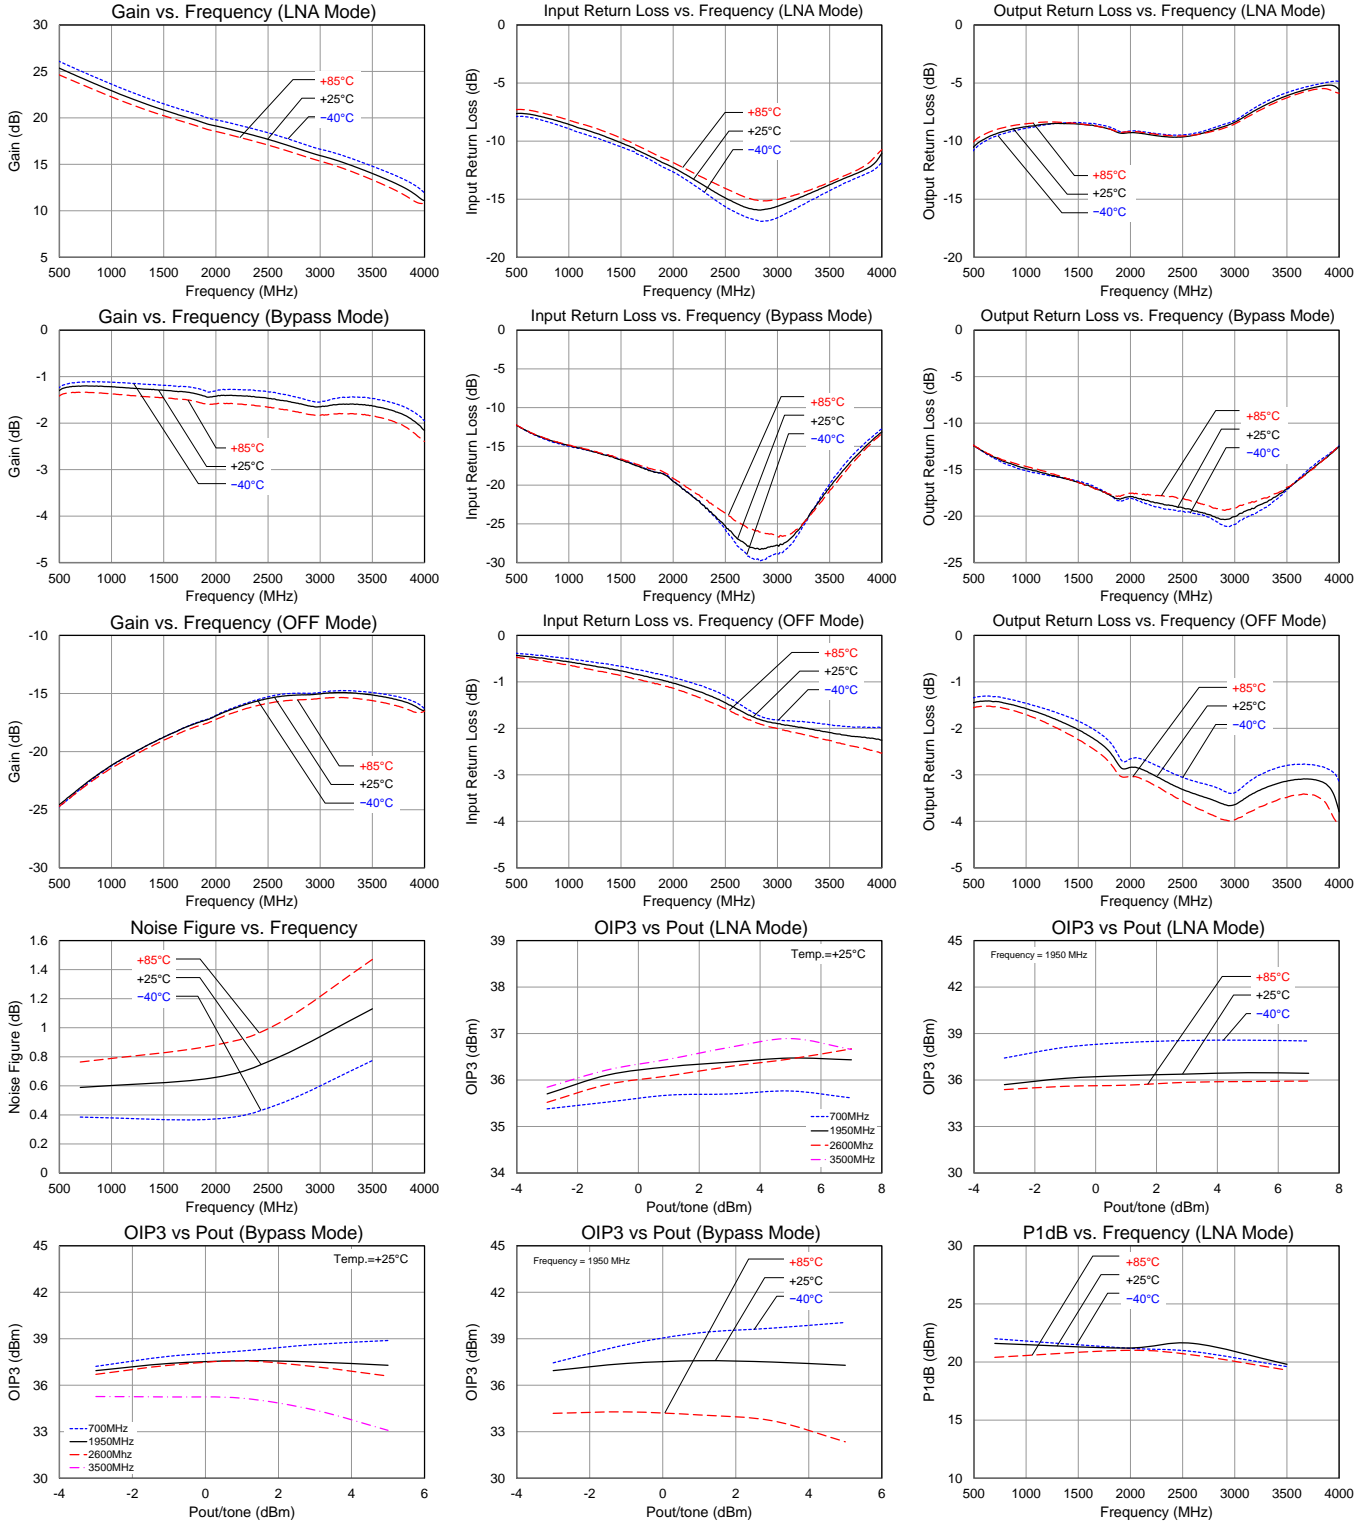 Gain vs. Frequency (LNA Mode)
30
25
20
15
10
5
Gain (dB)
+85°C
+25°C
−40°C
500 1000 1500 2000 2500 3000 3500 4000
Frequency (MHz)
Input Return Loss vs. Frequency (LNA Mode)
0
-5
-10
-15
-20
Input Return Loss (dB)
+85°C
+25°C
−40°C
500 1000 1500 2000 2500 3000 3500 4000
Frequency (MHz)
Output Return Loss vs. Frequency (LNA Mode)
0
-5
-10
-15
-20
Output Return Loss (dB)
+85°C
+25°C
−40°C
500 1000 1500 2000 2500 3000 3500 4000
Frequency (MHz)
Gain vs. Frequency (Bypass Mode)
0
-1
-2
-3
-4
-5
Gain (dB)
+85°C
+25°C
−40°C
500 1000 1500 2000 2500 3000 3500 4000
Frequency (MHz)
Input Return Loss vs. Frequency (Bypass Mode)
0
-5
-10
-15
-20
-25
-30
Input Return Loss (dB)
+85°C
+25°C
−40°C
500 1000 1500 2000 2500 3000 3500 4000
Frequency (MHz)
Output Return Loss vs. Frequency (Bypass Mode)
0
-5
-10
-15
-20
-25
Output Return Loss (dB)
+85°C
+25°C
−40°C
500 1000 1500 2000 2500 3000 3500 4000
Frequency (MHz)
Gain vs. Frequency (OFF Mode)
-10
-15
-20
-25
-30
Gain (dB)
+85°C
+25°C
−40°C
500 1000 1500 2000 2500 3000 3500 4000
Frequency (MHz)
Input Return Loss vs. Frequency (OFF Mode)
0
-1
-2
-3
-4
-5
Input Return Loss (dB)
+85°C
+25°C
−40°C
500 1000 1500 2000 2500 3000 3500 4000
Frequency (MHz)
Output Return Loss vs. Frequency (OFF Mode)
0
-1
-2
-3
-4
-5
Output Return Loss (dB)
+85°C
+25°C
−40°C
500 1000 1500 2000 2500 3000 3500 4000
Frequency (MHz)
Noise Figure vs. Frequency
1.6
1.4
1.2
1
0.8
0.6
0.4
0.2
0
Noise Figure (dB)
+85°C
+25°C
−40°C
500 1000 1500 2000 2500 3000 3500 4000
Frequency (MHz)
OIP3 vs Pout (LNA Mode)
39
38
37
36
35
34
OIP3 (dBm)
Temp.=+25°C
700MHz
1950MHz
2600Mhz
3500MHz
-4 -2 0 2 4 6 8
Pout/tone (dBm)
OIP3 vs Pout (LNA Mode)
45
42
39
36
33
30
OIP3 (dBm)
Frequency = 1950 MHz
+85°C
+25°C
−40°C
-4 -2 0 2 4 6 8
Pout/tone (dBm)
OIP3 vs Pout (Bypass Mode)
45
42
39
36
33
30
OIP3 (dBm)
Temp.=+25°C
700MHz
1950MHz
2600Mhz
3500MHz
-4 -2 0 2 4 6
Pout/tone (dBm)
OIP3 vs Pout (Bypass Mode)
45
42
39
36
33
30
OIP3 (dBm)
Frequency = 1950 MHz
+85°C
+25°C
−40°C
-4 -2 0 2 4 6
Pout/tone (dBm)
P1dB vs. Frequency (LNA Mode)
30
25
20
15
10
P1dB (dBm)
+85°C
+25°C
−40°C
500 1000 1500 2000 2500 3000 3500 4000
Frequency (MHz)